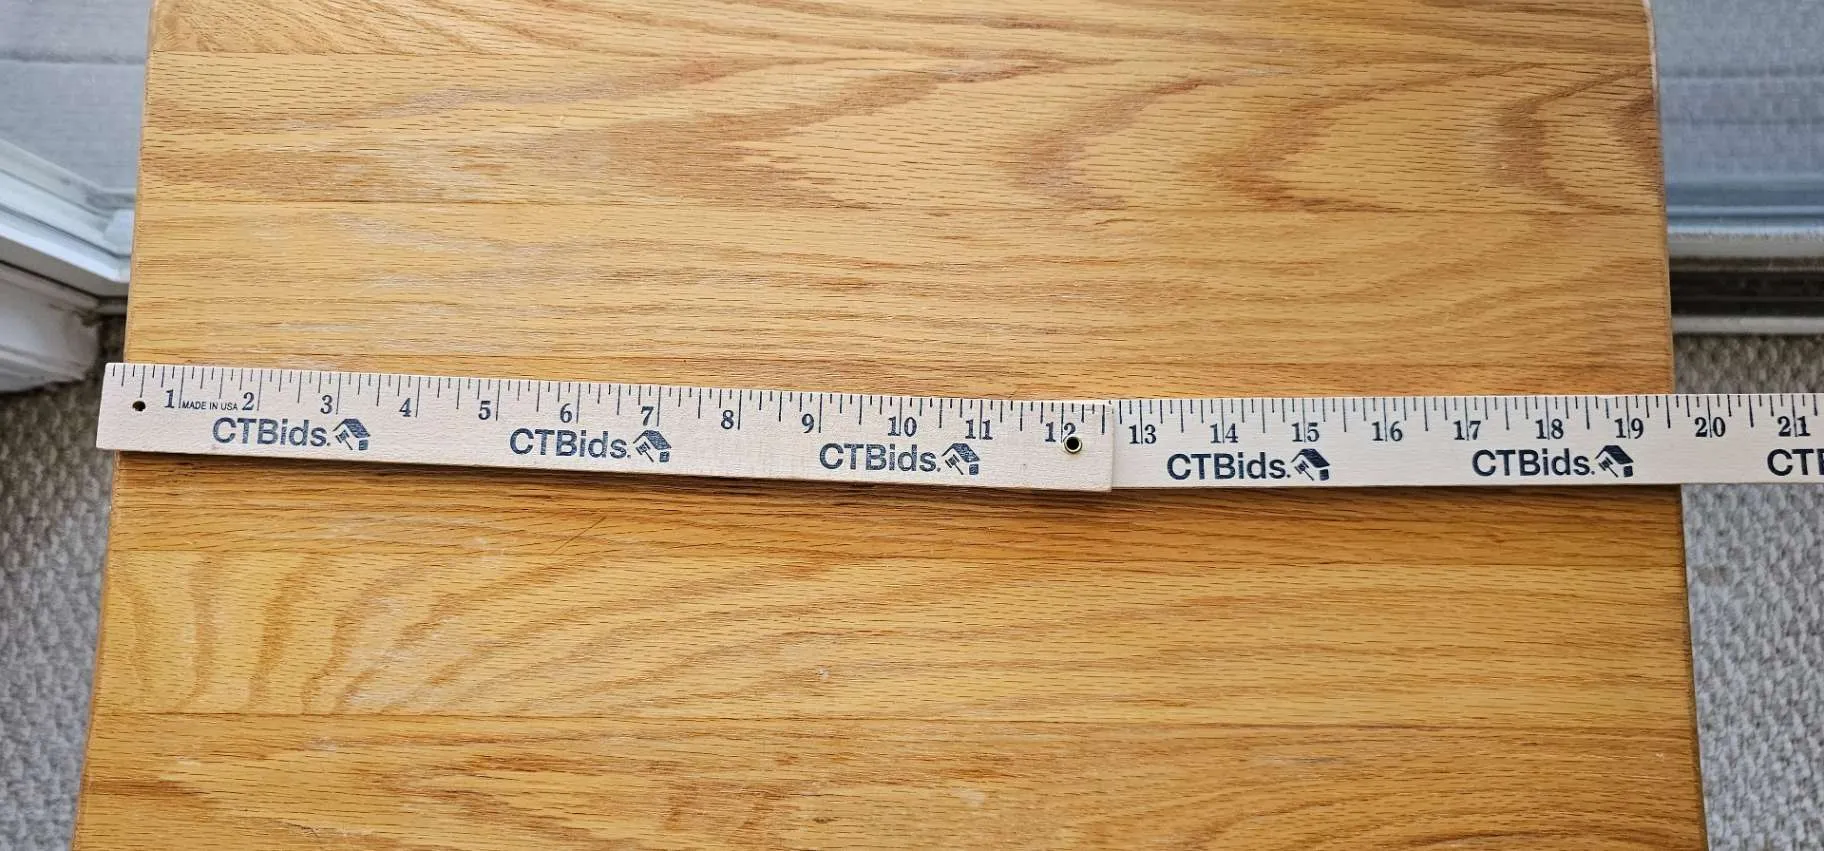 1 MADE IN USA 2 3 4 5 6 7 8 9 10 11 12 13 14 15 16 17 18 19 20 21
CTBids. CTBids. CTBids. CTBids. CTBids. CTB